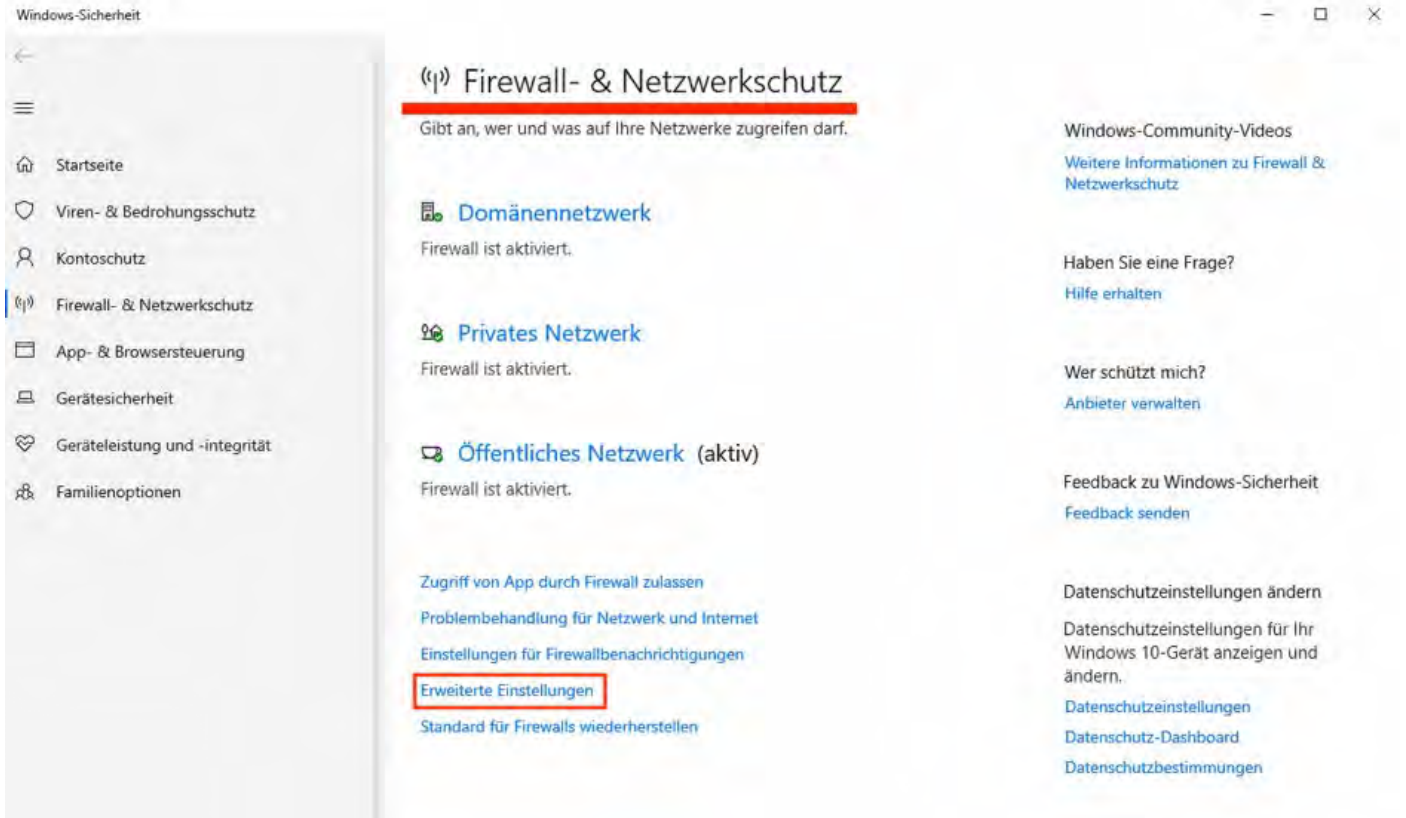 Windows-Sicherheit
Startseite
Viren- & Bedrohungsschutz
Kontoschutz
Firewall- & Netzwerkschutz
App- & Browsersteuerung
Gerätesicherheit
Geräteleistung und -integrität
Familienoptionen
Firewall- & Netzwerkschutz
Gibt an, wer und was auf Ihre Netzwerke zugreifen darf.
Domänennetzwerk
Firewall ist aktiviert.
Privates Netzwerk
Firewall ist aktiviert.
Öffentliches Netzwerk (aktiv)
Firewall ist aktiviert.
Zugriff von App durch Firewall zulassen
Problembehandlung für Netzwerk und Internet
Einstellungen für Firewallbenachrichtigungen
Erweiterte Einstellungen
Standard für Firewalls wiederherstellen
Windows-Community-Videos
Weitere Informationen zu Firewall &
Netzwerkschutz
Haben Sie eine Frage?
Hilfe erhalten
Wer schützt mich?
Anbieter verwalten
Feedback zu Windows-Sicherheit
Feedback senden
Datenschutzeinstellungen ändern
Datenschutzeinstellungen für Ihr
Windows 10-Gerät anzeigen und
ändern.
Datenschutzeinstellungen
Datenschutz-Dashboard
Datenschutzbestimmungen